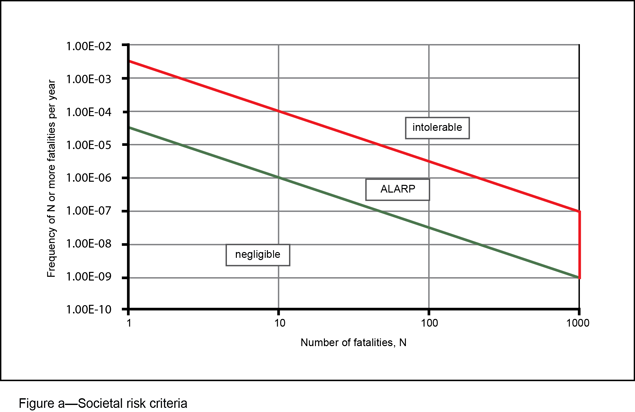 Frequency of N or more fatalities per year
1.00E-02
1.00E-03
1.00E-04
1.00E-05
1.00E-06
1.00E-07
1.00E-08
1.00E-09
1.00E-10
intolerable
ALARP
negligible
1 10 100 1000
Number of fatalities, N
Figure a—Societal risk criteria